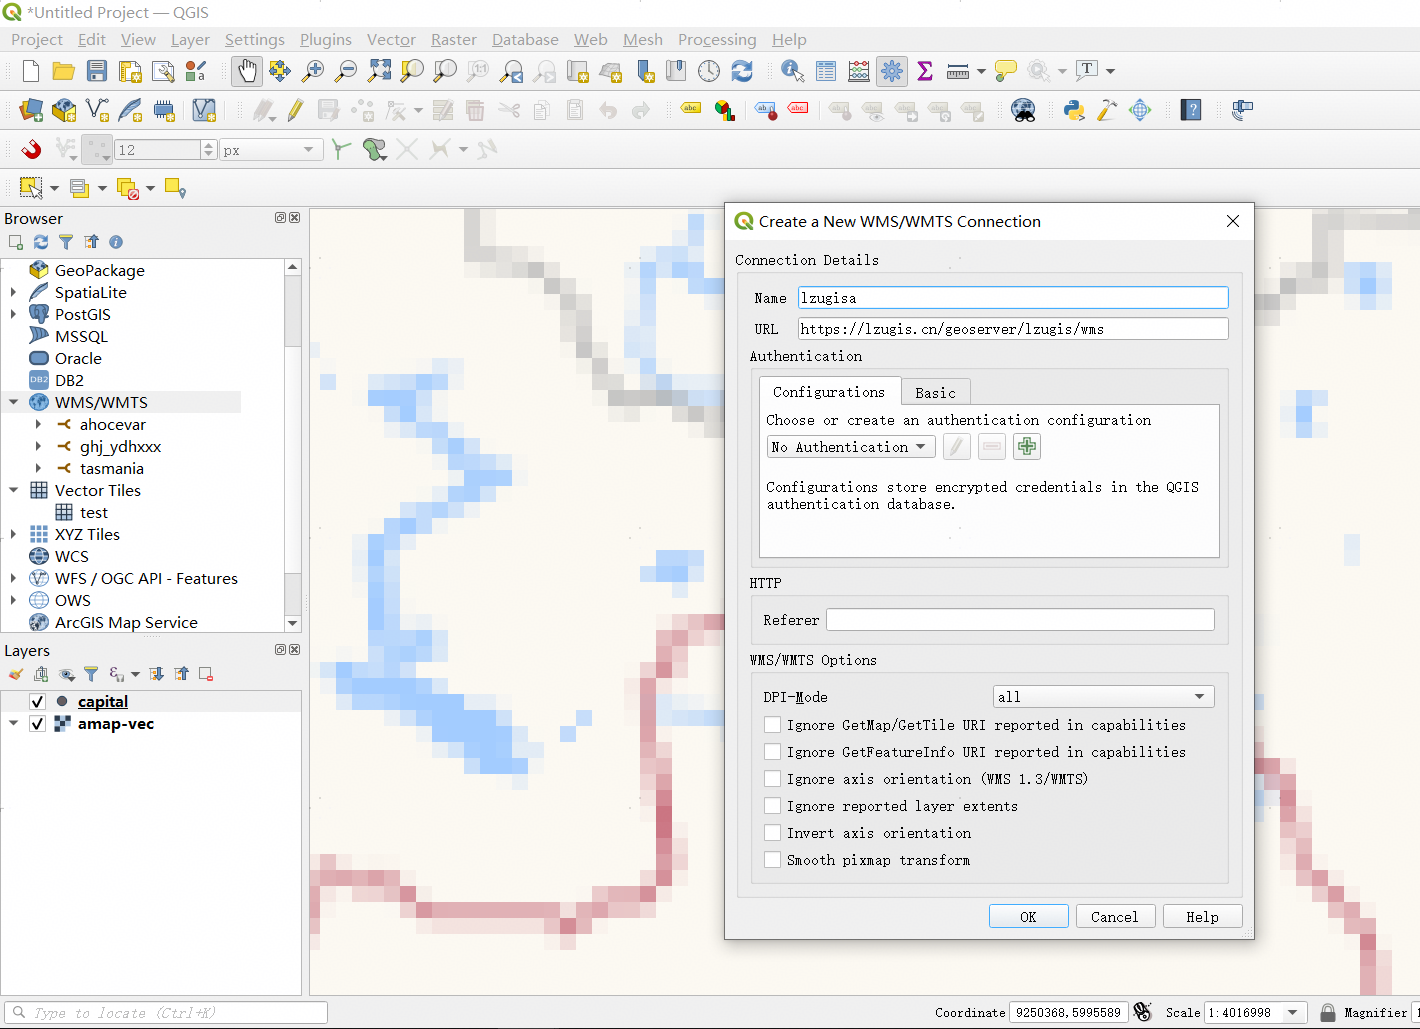 *Untitled Project — QGIS
Project Edit View Layer Settings Plugins Vector Raster Database Web Mesh Processing Help
12 px
Browser
GeoPackage
SpatiaLite
PostGIS
MSSQL
Oracle
DB2
WMS/WMTS
ahocevar
ghj_ydhxxx
tasmania
Vector Tiles
test
XYZ Tiles
WCS
WFS / OGC API - Features
OWS
ArcGIS Map Service
Layers
capital
amap-vec
Create a New WMS/WMTS Connection
Connection Details
Name lzugisa
URL https://lzugis.cn/geoserver/lzugis/wms
Authentication
Configurations Basic
Choose or create an authentication configuration
No Authentication
Configurations store encrypted credentials in the QGIS
authentication database.
HTTP
Referer
WMS/WMTS Options
DPI-Mode all
Ignore GetMap/GetTile URI reported in capabilities
Ignore GetFeatureInfo URI reported in capabilities
Ignore axis orientation (WMS 1.3/WMTS)
Ignore reported layer extents
Invert axis orientation
Smooth pixmap transform
OK Cancel Help
Type to locate (Ctrl+K)
Coordinate 9250368,5995589 Scale 1:4016998 Magnifier